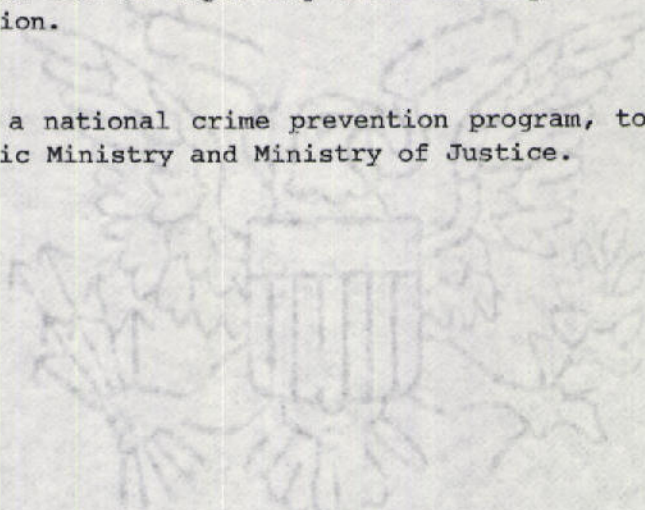 ion.
a national crime prevention program, to
ic Ministry and Ministry of Justice.